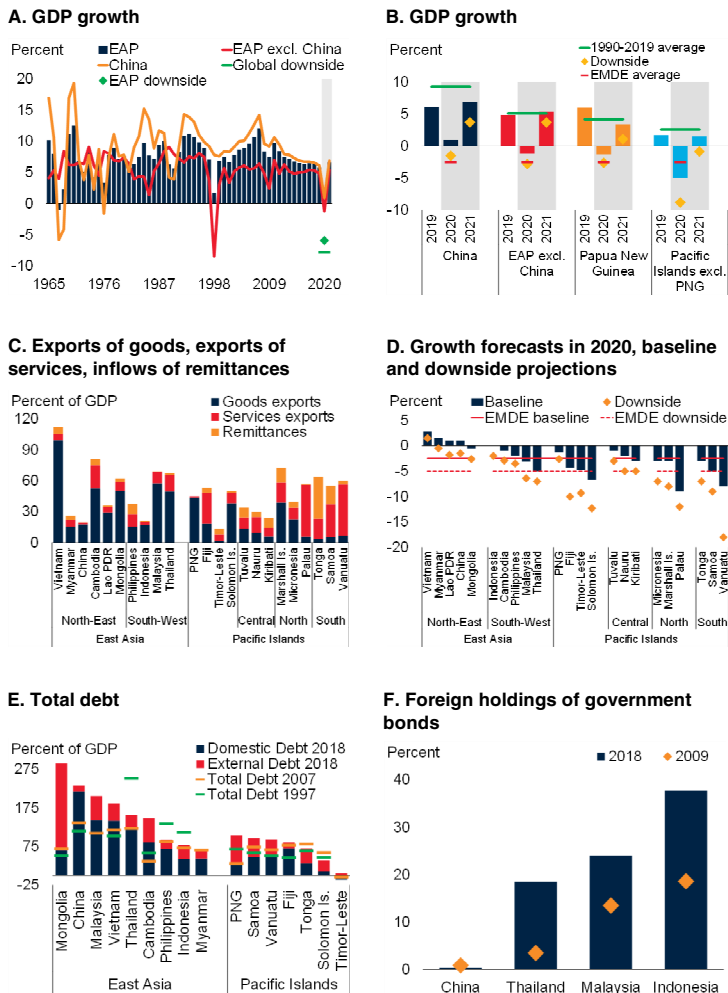 A. GDP growth
Percent
EAP
EAP excl. China
China
Global downside
EAP downside
20
15
10
5
0
-5
-10
1965
1976
1987
1998
2009
2020
B. GDP growth
Percent
1990-2019 average
Downside
EMDE average
10
5
0
-5
-10
2019
2020
2021
2019
2020
2021
2019
2020
2021
2019
2020
2021
China
EAP excl.
China
Papua New
Guinea
Pacific
Islands excl.
PNG
C. Exports of goods, exports of
services, inflows of remittances
Percent of GDP
Goods exports
Services exports
Remittances
120
90
60
30
0
Vietnam
Myanmar
China
Cambodia
Lao PDR
Mongolia
Philippines
Indonesia
Malaysia
Thailand
PNG
Fiji
Timor-Leste
Solomon Is.
Tuvalu
Nauru
Kiribati
Marshall Is.
Micronesia
Palau
Tonga
Samoa
Vanuatu
North-East
South-West
Central
North
South
East Asia
Pacific Islands
D. Growth forecasts in 2020, baseline
and downside projections
Percent
Baseline
Downside
EMDE baseline
EMDE downside
5
0
-5
-10
-15
-20
Vietnam
Myanmar
Lao PDR
China
Mongolia
Indonesia
Cambodia
Philippines
Malaysia
Thailand
PNG
Fiji
Timor-Leste
Solomon Is.
Tuvalu
Nauru
Kiribati
Micronesia
Marshall Is.
Palau
Tonga
Samoa
Vanuatu
North-East
South-West
Central
North
South
East Asia
Pacific Islands
E. Total debt
Percent of GDP
Domestic Debt 2018
External Debt 2018
Total Debt 2007
Total Debt 1997
275
175
75
-25
Mongolia
China
Malaysia
Vietnam
Thailand
Cambodia
Philippines
Indonesia
Myanmar
PNG
Samoa
Vanuatu
Fiji
Tonga
Solomon Is.
Timor-Leste
East Asia
Pacific Islands
F. Foreign holdings of government
bonds
Percent
2018
2009
40
30
20
10
0
China
Thailand
Malaysia
Indonesia